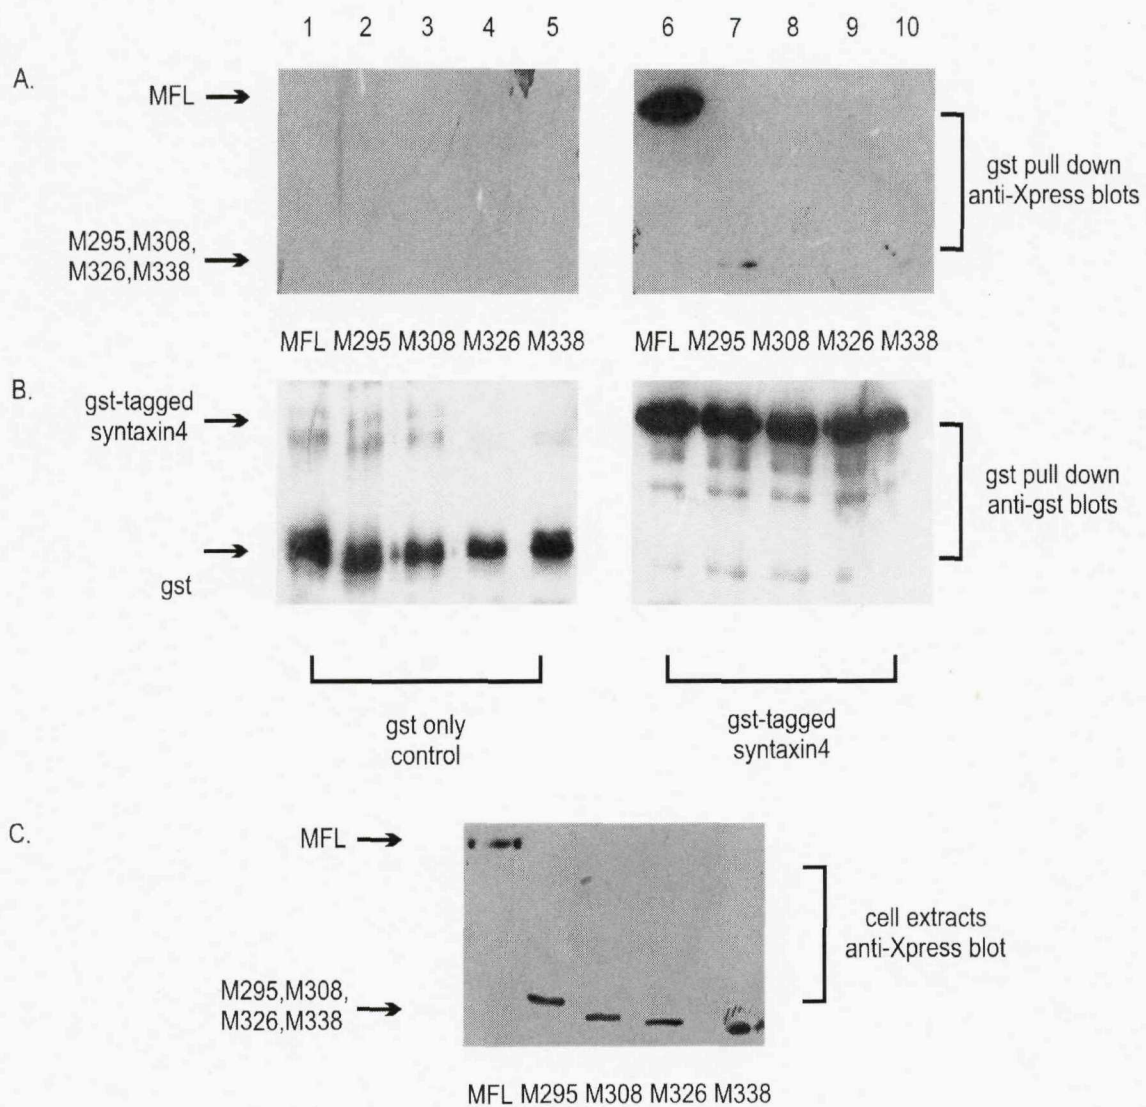 1 2 3 4 5 6 7 8 9 10
A.
MFL
M295,M308,
M326,M338
gst pull down
anti-Xpress blots
MFL M295 M308 M326 M338 MFL M295 M308 M326 M338
B.
gst-tagged
syntaxin4
gst
gst pull down
anti-gst blots
gst only
control
gst-tagged
syntaxin4
C.
MFL
M295,M308,
M326,M338
cell extracts
anti-Xpress blot
MFL M295 M308 M326 M338